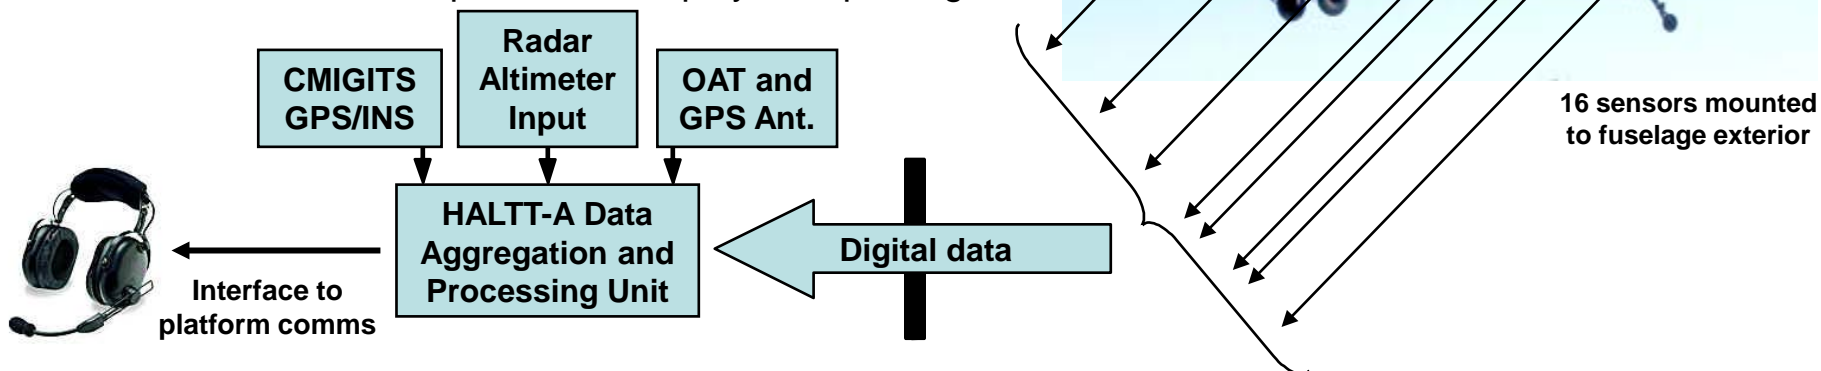 CMIGITS
GPS/INS
Radar
Altimeter
Input
OAT and
GPS Ant.
16 sensors mounted
to fuselage exterior
HALTT-A Data
Aggregation and
Processing Unit
Digital data
Interface to
platform comms